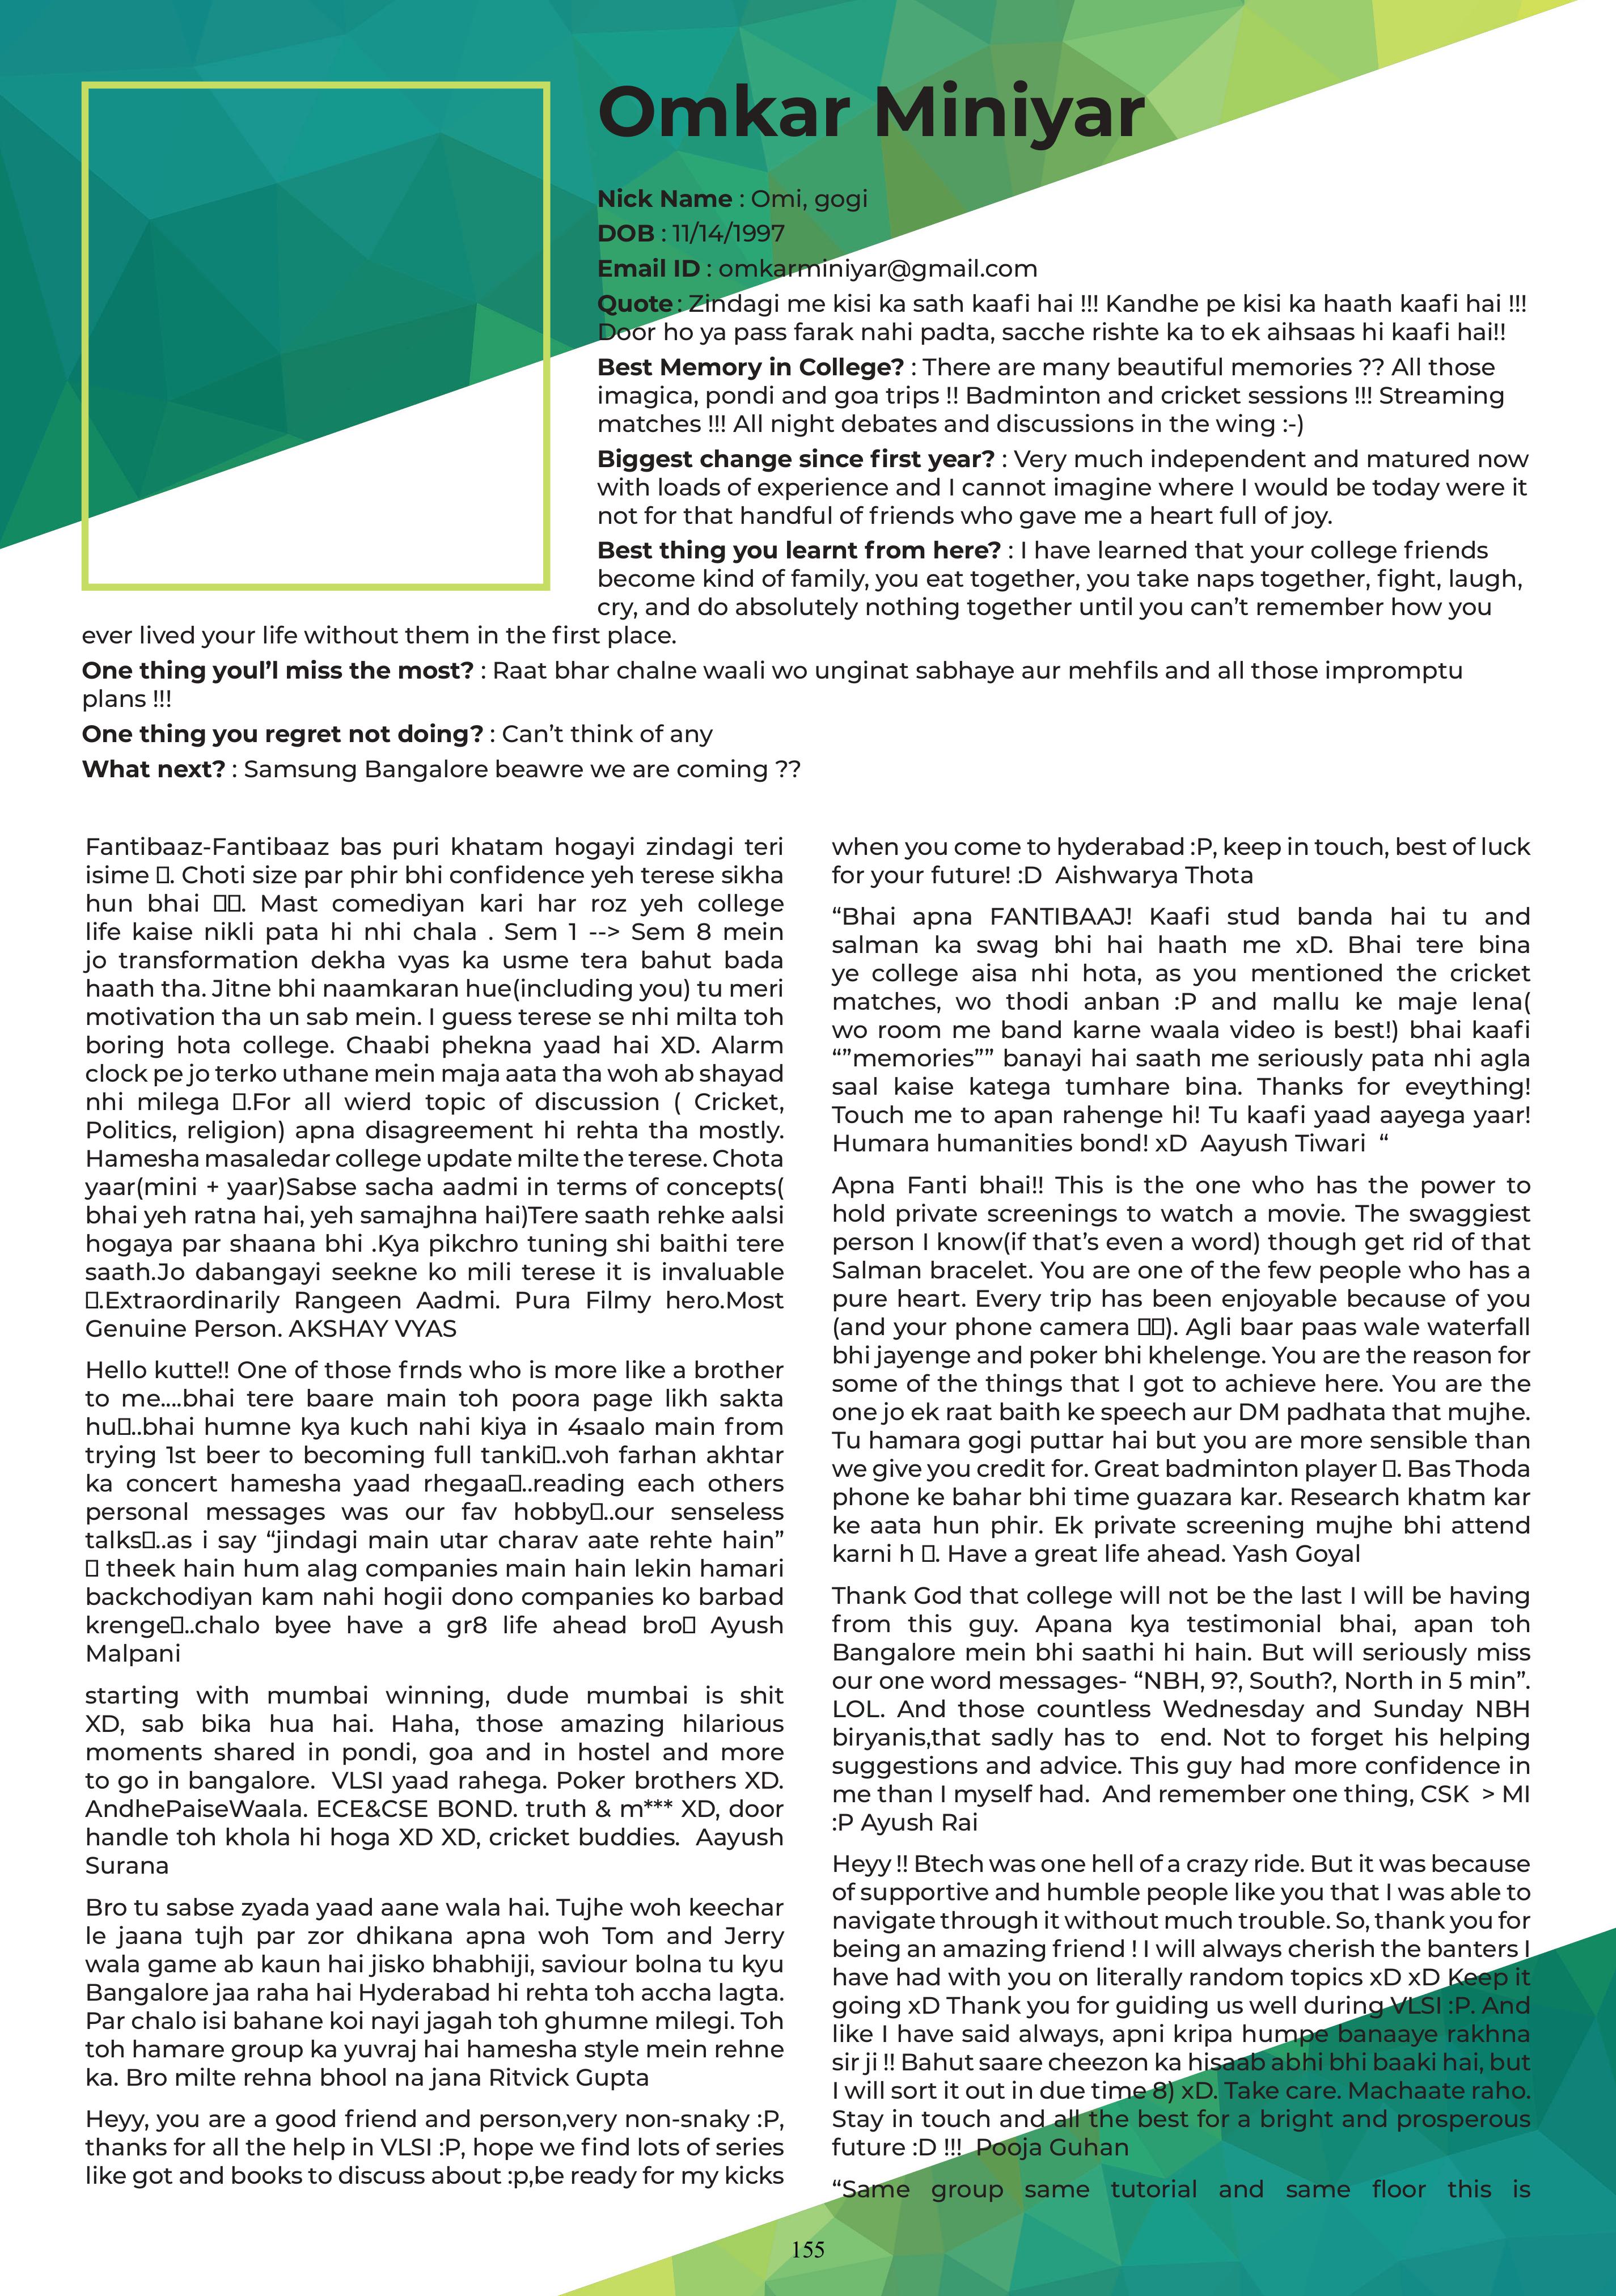 Omkar Miniyar
Nick Name : Omi, gogi
DOB : 11/14/1997
Email ID : omkarminiyar@gmail.com
Quote : Zindagi me kisi ka sath kaafi hai !!! Kandhe pe kisi ka haath kaafi hai !!!
Door ho ya pass farak nahi padta, sacche rishte ka to ek aihsaas hi kaafi hai!!
Best Memory in College? : There are many beautiful memories ?? All those
imagica, pondi and goa trips !! Badminton and cricket sessions !!! Streaming
matches !!! All night debates and discussions in the wing :-)
Biggest change since first year? : Very much independent and matured now
with loads of experience and I cannot imagine where I would be today were it
not for that handful of friends who gave me a heart full of joy.
Best thing you learnt from here? : I have learned that your college friends
become kind of family, you eat together, you take naps together, fight, laugh,
cry, and do absolutely nothing together until you can’t remember how you
ever lived your life without them in the first place.
One thing youl’l miss the most? : Raat bhar chalne waali wo unginat sabhaye aur mehfils and all those impromptu
plans !!!
One thing you regret not doing? : Can’t think of any
What next? : Samsung Bangalore beawre we are coming ??
Fantibaaz-Fantibaaz bas puri khatam hogayi zindagi teri
isime □. Choti size par phir bhi confidence yeh terese sikha
hun bhai □□. Mast comediyan kari har roz yeh college
life kaise nikli pata hi nhi chala . Sem 1 --> Sem 8 mein
jo transformation dekha vyas ka usme tera bahut bada
haath tha. Jitne bhi naamkaran hue(including you) tu meri
motivation tha un sab mein. I guess terese se nhi milta toh
boring hota college. Chaabi phekna yaad hai XD. Alarm
clock pe jo terko uthane mein maja aata tha woh ab shayad
nhi milega □.For all wierd topic of discussion ( Cricket,
Politics, religion) apna disagreement hi rehta tha mostly.
Hamesha masaledar college update milte the terese. Chota
yaar(mini + yaar)Sabse sacha aadmi in terms of concepts(
bhai yeh ratna hai, yeh samajhna hai)Tere saath rehke aalsi
hogaya par shaana bhi .Kya pikchro tuning shi baithi tere
saath.Jo dabangayi seekne ko mili terese it is invaluable
□.Extraordinarily Rangeen Aadmi. Pura Filmy hero.Most
Genuine Person. AKSHAY VYAS
Hello kutte!! One of those frnds who is more like a brother
to me....bhai tere baare main toh poora page likh sakta
hu□..bhai humne kya kuch nahi kiya in 4saalo main from
trying 1st beer to becoming full tanki□..voh farhan akhtar
ka concert hamesha yaad rhegaa□..reading each others
personal messages was our fav hobby□..our senseless
talks□..as i say “jindagi main utar charav aate rehte hain”
□ theek hain hum alag companies main hain lekin hamari
backchodiyan kam nahi hogii dono companies ko barbad
krenge□..chalo byee have a gr8 life ahead bro□ Ayush
Malpani
starting with mumbai winning, dude mumbai is shit
XD, sab bika hua hai. Haha, those amazing hilarious
moments shared in pondi, goa and in hostel and more
to go in bangalore.  VLSI yaad rahega. Poker brothers XD.
AndhePaiseWaala. ECE&CSE BOND. truth & m*** XD, door
handle toh khola hi hoga XD XD, cricket buddies.  Aayush
Surana
Bro tu sabse zyada yaad aane wala hai. Tujhe woh keechar
le jaana tujh par zor dhikana apna woh Tom and Jerry
wala game ab kaun hai jisko bhabhiji, saviour bolna tu kyu
Bangalore jaa raha hai Hyderabad hi rehta toh accha lagta.
Par chalo isi bahane koi nayi jagah toh ghumne milegi. Toh
toh hamare group ka yuvraj hai hamesha style mein rehne
ka. Bro milte rehna bhool na jana Ritvick Gupta
Heyy, you are a good friend and person,very non-snaky :P,
thanks for all the help in VLSI :P, hope we find lots of series
like got and books to discuss about :p,be ready for my kicks
when you come to hyderabad :P, keep in touch, best of luck
for your future! :D  Aishwarya Thota
“Bhai apna FANTIBAAJ! Kaafi stud banda hai tu and
salman ka swag bhi hai haath me xD. Bhai tere bina
ye college aisa nhi hota, as you mentioned the cricket
matches, wo thodi anban :P and mallu ke maje lena(
wo room me band karne waala video is best!) bhai kaafi
“”memories”” banayi hai saath me seriously pata nhi agla
saal kaise katega tumhare bina. Thanks for eveything!
Touch me to apan rahenge hi! Tu kaafi yaad aayega yaar!
Humara humanities bond! xD  Aayush Tiwari  “
Apna Fanti bhai!! This is the one who has the power to
hold private screenings to watch a movie. The swaggiest
person I know(if that’s even a word) though get rid of that
Salman bracelet. You are one of the few people who has a
pure heart. Every trip has been enjoyable because of you
(and your phone camera □□). Agli baar paas wale waterfall
bhi jayenge and poker bhi khelenge. You are the reason for
some of the things that I got to achieve here. You are the
one jo ek raat baith ke speech aur DM padhata that mujhe.
Tu hamara gogi puttar hai but you are more sensible than
we give you credit for. Great badminton player □. Bas Thoda
phone ke bahar bhi time guazara kar. Research khatm kar
ke aata hun phir. Ek private screening mujhe bhi attend
karni h □. Have a great life ahead. Yash Goyal
Thank God that college will not be the last I will be having
from this guy. Apana kya testimonial bhai, apan toh
Bangalore mein bhi saathi hi hain. But will seriously miss
our one word messages- “NBH, 9?, South?, North in 5 min”.
LOL. And those countless Wednesday and Sunday NBH
biryanis,that sadly has to  end. Not to forget his helping
suggestions and advice. This guy had more confidence in
me than I myself had.  And remember one thing, CSK  > MI
:P Ayush Rai
Heyy !! Btech was one hell of a crazy ride. But it was because
of supportive and humble people like you that I was able to
navigate through it without much trouble. So, thank you for
being an amazing friend ! I will always cherish the banters I
have had with you on literally random topics xD xD Keep it
going xD Thank you for guiding us well during VLSI :P. And
like I have said always, apni kripa humpe banaaye rakhna
sir ji !! Bahut saare cheezon ka hisaab abhi bhi baaki hai, but
I will sort it out in due time 8) xD. Take care. Machaate raho.
Stay in touch and all the best for a bright and prosperous
future :D !!!  Pooja Guhan
“Same group same tutorial and same floor this is
155